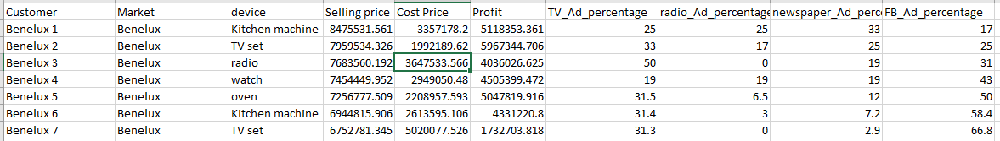 Customer Market device Selling price Cost Price Profit TV_Ad_percentage radio_Ad_percentage newspaper_Ad_perc FB_Ad_percentage
Benelux 1 Benelux Kitchen machine 8475531.561 3357178.2 5118353.361 25 25 33 17
Benelux 2 Benelux TV set 7959534.326 1992189.62 5967344.706 33 17 25 25
Benelux 3 Benelux radio 7683560.192 3647533.566 4036026.625 50 0 19 31
Benelux 4 Benelux watch 7454449.952 2949050.48 4505399.472 19 19 19 43
Benelux 5 Benelux oven 7256777.509 2208957.593 5047819.916 31.5 6.5 12 50
Benelux 6 Benelux Kitchen machine 6944815.906 2613595.106 4331220.8 31.4 3 7.2 58.4
Benelux 7 Benelux TV set 6752781.345 5020077.526 1732703.818 31.3 0 2.9 66.8